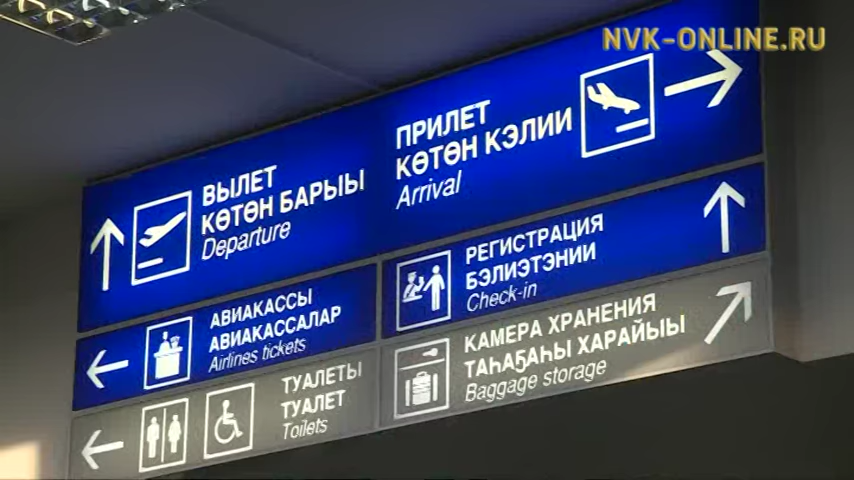 NVK-ONLINE.RU
ВЫЛЕТ
КӨТӨН БАРЫЫ
Departure
ПРИЛЕТ
КӨТӨН КЭЛИИ
Arrival
АВИАКАССЫ
АВИАКАССАЛАР
Airlines tickets
РЕГИСТРАЦИЯ
БЭЛИЭТЭНИИ
Check-in
ТУАЛЕТЫ
ТУАЛЕТ
Toilets
КАМЕРА ХРАНЕНИЯ
ТАҺАҔАҺЫ ХАРАЙЫЫ
Baggage storage